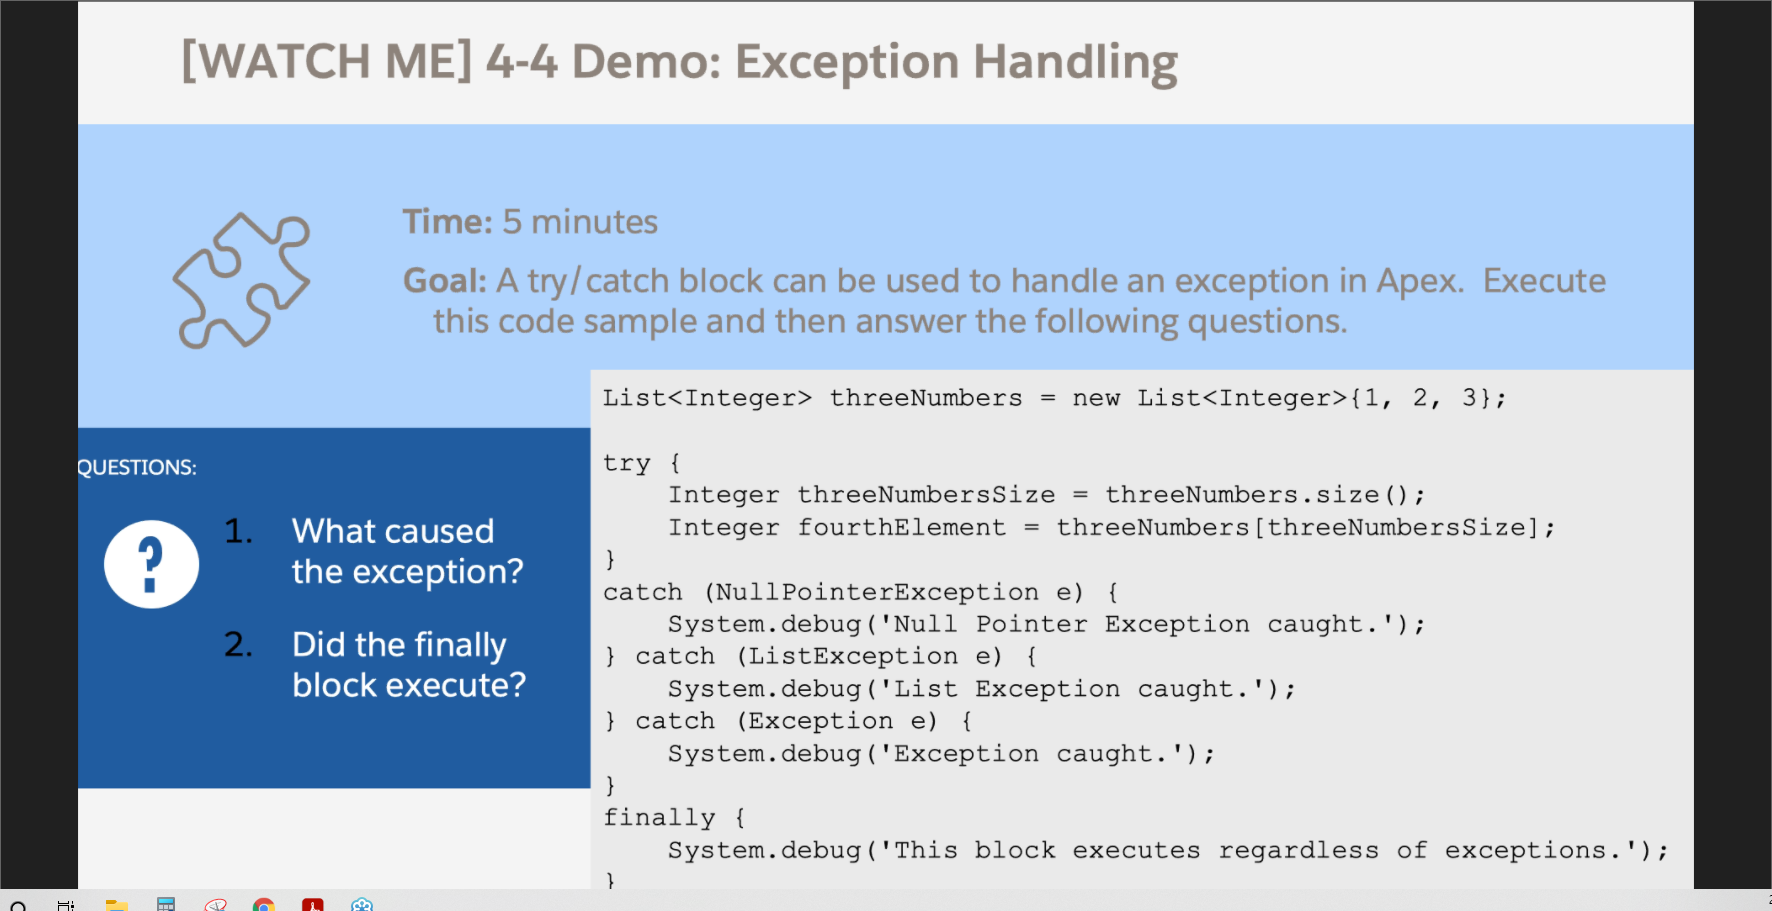 [WATCH ME] 4-4 Demo: Exception Handling
Time: 5 minutes
Goal: A try/catch block can be used to handle an exception in Apex.  Execute
this code sample and then answer the following questions.
QUESTIONS:
?
1. What caused
the exception?
2. Did the finally
block execute?
List<Integer> threeNumbers = new List<Integer>{1, 2, 3};
try {
    Integer threeNumbersSize = threeNumbers.size();
    Integer fourthElement = threeNumbers[threeNumbersSize];
}
catch (NullPointerException e) {
    System.debug('Null Pointer Exception caught.');
} catch (ListException e) {
    System.debug('List Exception caught.');
} catch (Exception e) {
    System.debug('Exception caught.');
}
finally {
    System.debug('This block executes regardless of exceptions.');
}